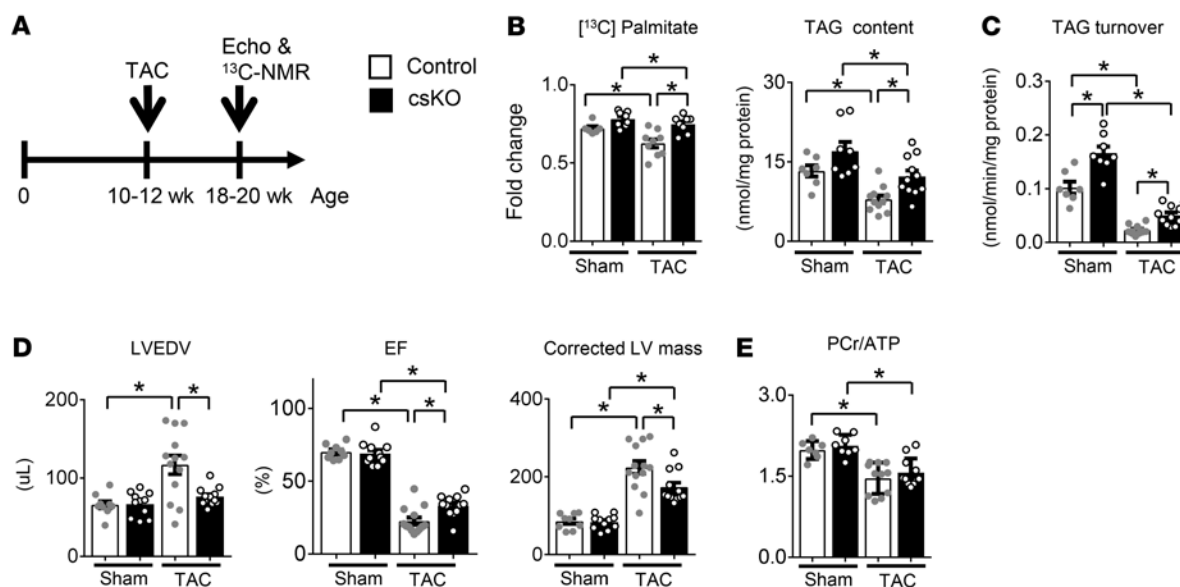 A
TAC
Echo &
¹³C-NMR
Control
csKO
0
10-12 wk
18-20 wk
Age
B
[¹³C] Palmitate
Fold change
1.0
0.5
0.0
*
*
*
Sham
TAC
TAG content
(nmol/mg protein)
30
15
0
*
*
*
Sham
TAC
C
TAG turnover
(nmol/min/mg protein)
0.3
0.2
0.1
0.0
*
*
*
*
Sham
TAC
D
LVEDV
(uL)
200
100
0
*
*
Sham
TAC
EF
(%)
100
50
0
*
*
*
Sham
TAC
Corrected LV mass
400
200
0
*
*
*
Sham
TAC
E
PCr/ATP
3.0
1.5
0.0
*
*
Sham
TAC